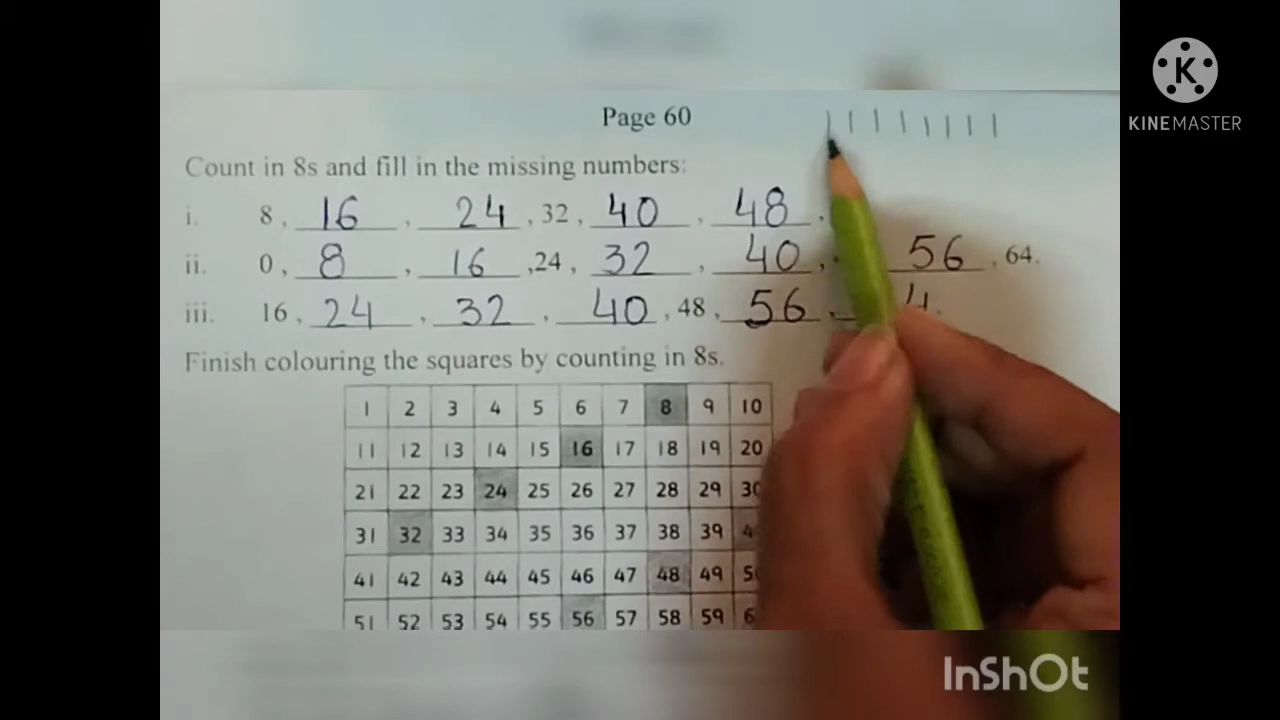 KINEMASTER
Page 60
Count in 8s and fill in the missing numbers:
i. 8, 16, 24, 32, 40, 48,
ii. 0, 8, 16, 24, 32, 40, 56, 64.
iii. 16, 24, 32, 40, 48, 56, 4.
Finish colouring the squares by counting in 8s.
1 2 3 4 5 6 7 8 9 10
11 12 13 14 15 16 17 18 19 20
21 22 23 24 25 26 27 28 29 30
31 32 33 34 35 36 37 38 39 4
41 42 43 44 45 46 47 48 49 5
51 52 53 54 55 56 57 58 59 6
InShOt